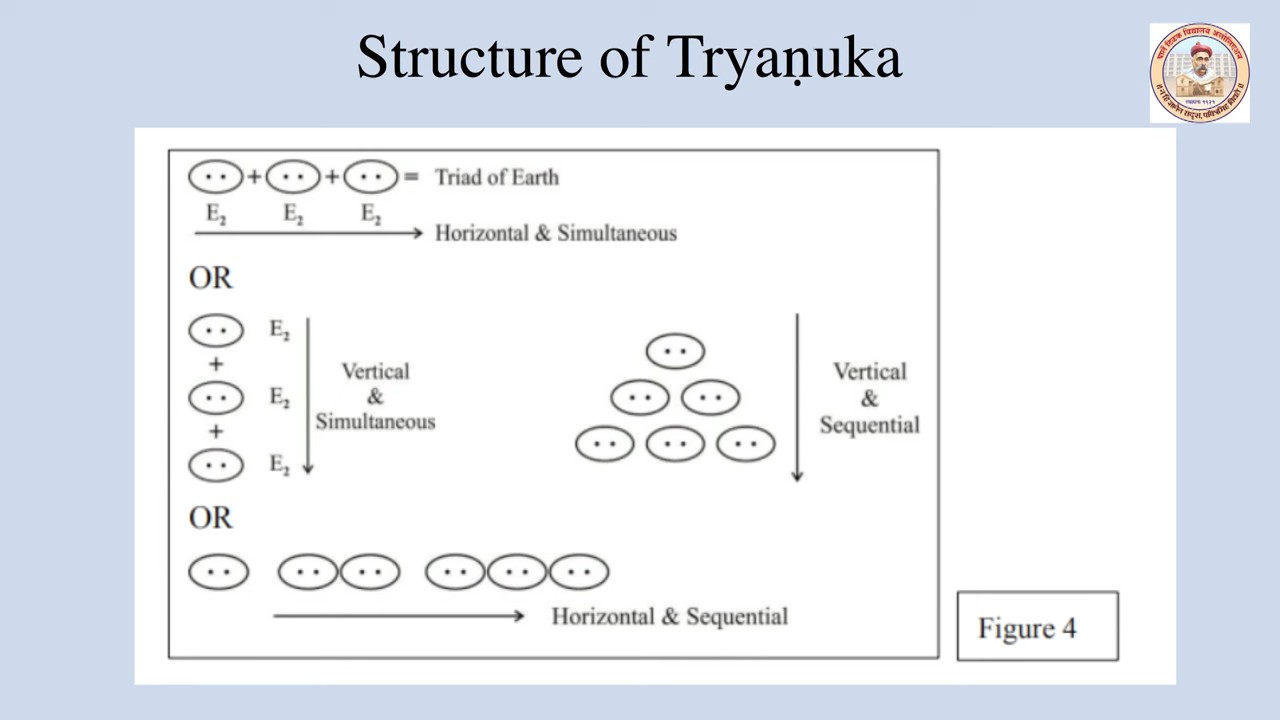 Structure of Tryaṇuka
+ + = Triad of Earth
E₂ E₂ E₂
Horizontal & Simultaneous
OR
E₂
+
E₂
+
E₂
Vertical
&
Simultaneous
Vertical
&
Sequential
OR
Horizontal & Sequential
Figure 4